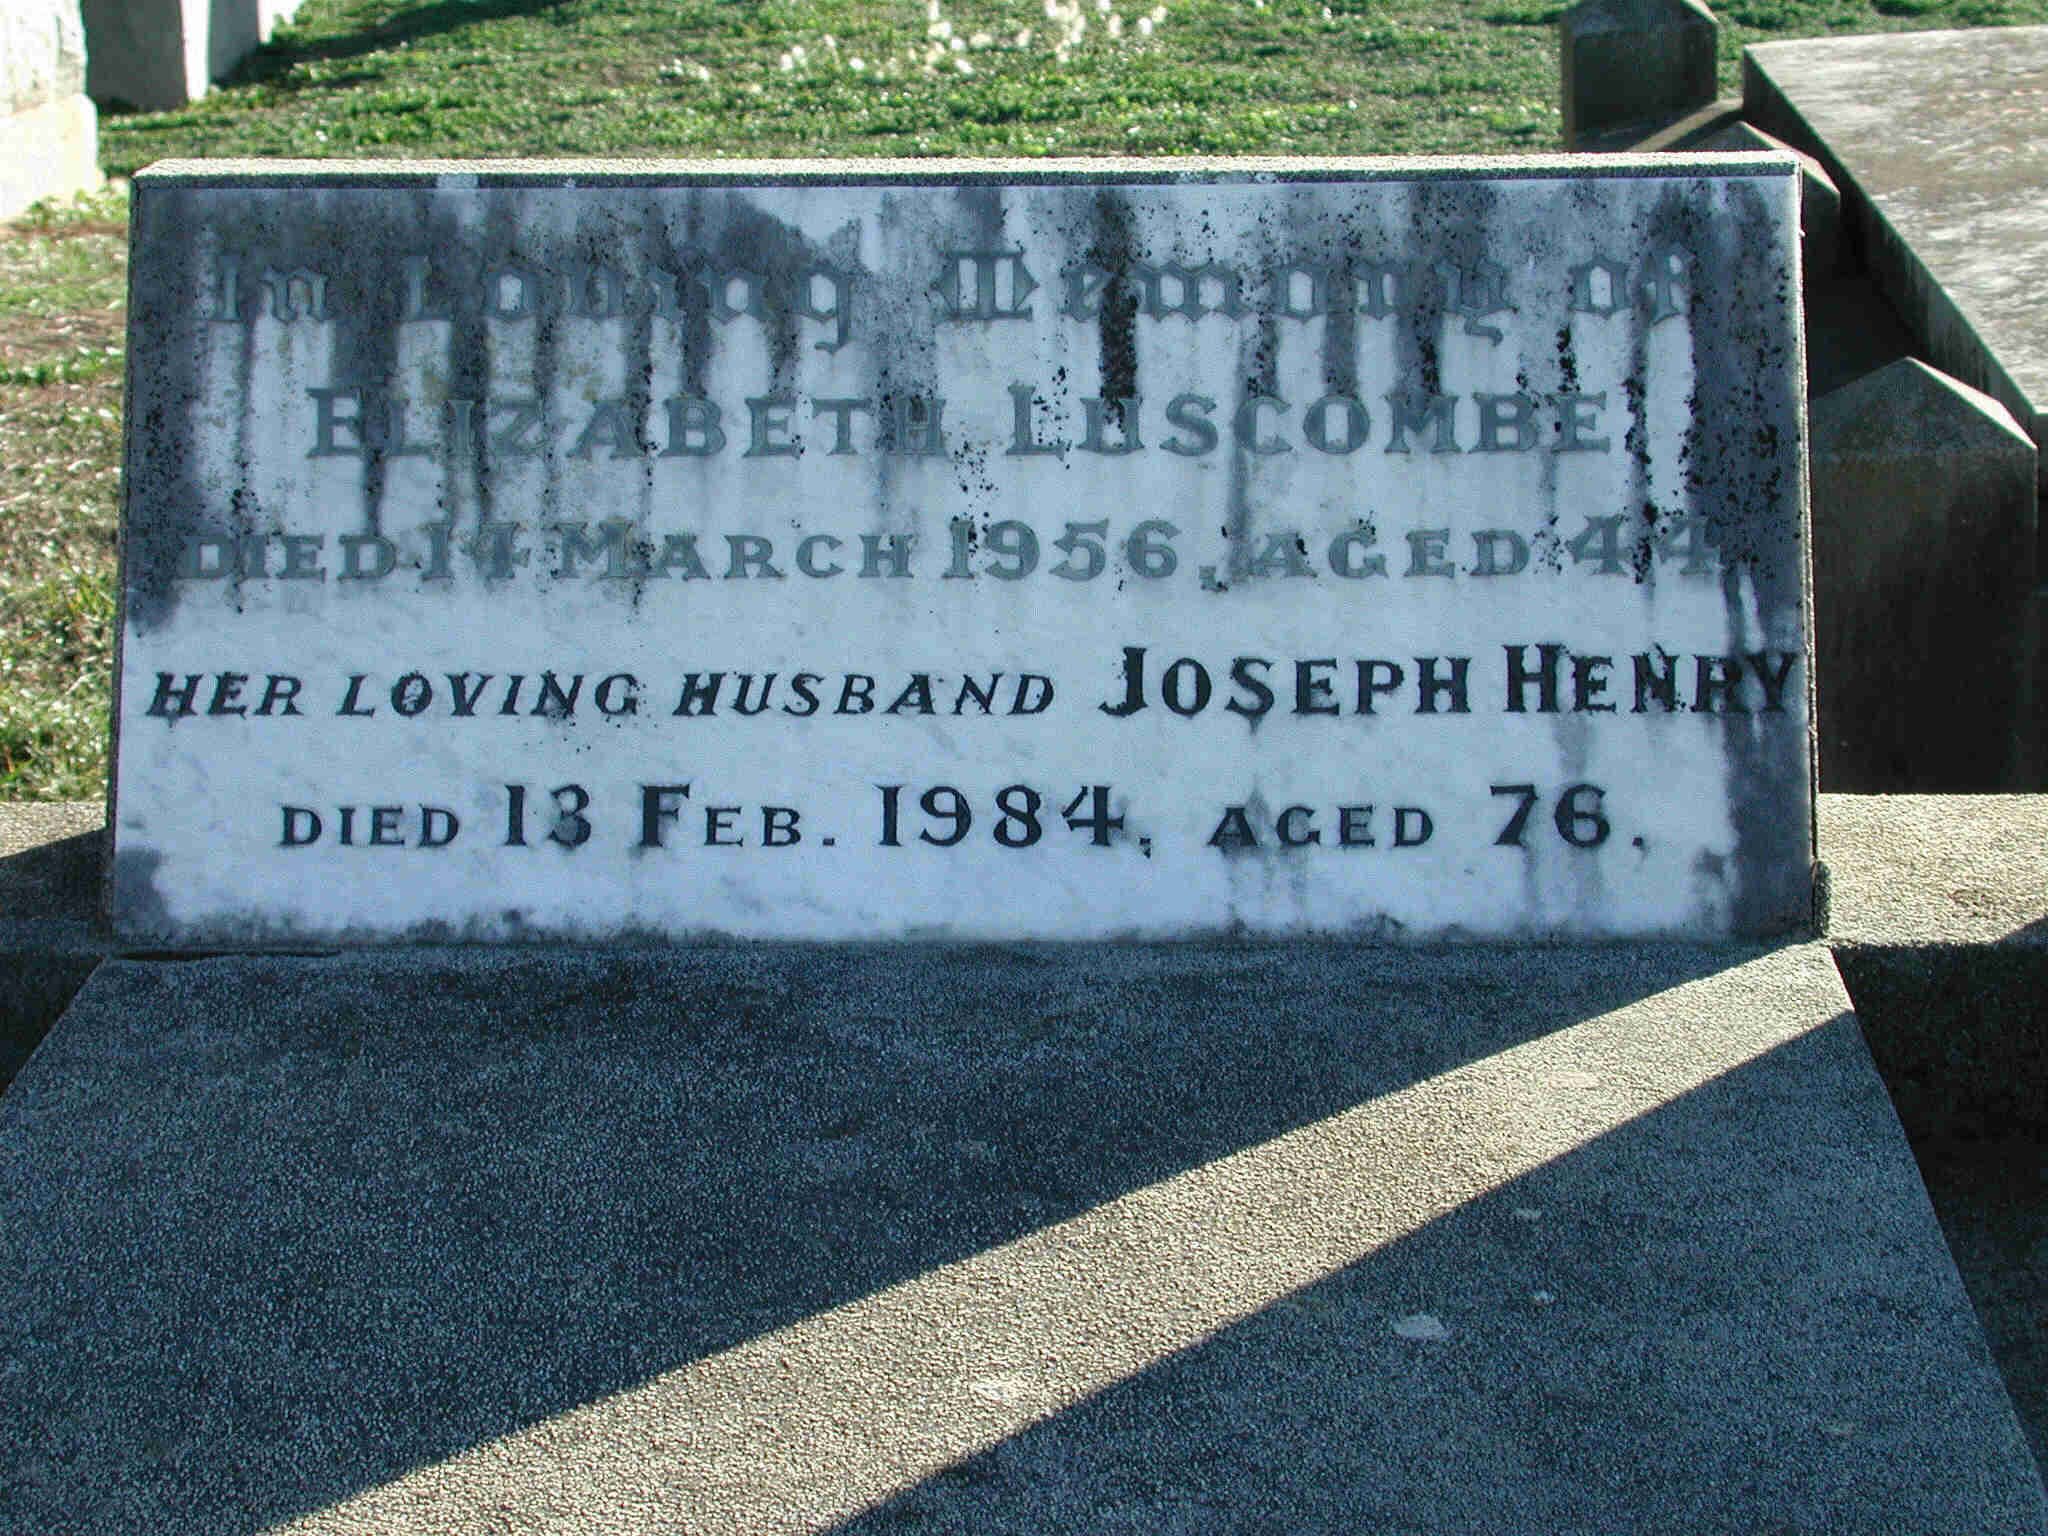 In Loving Memory of
ELIZABETH LUSCOMBE
DIED 14 MARCH 1956, AGED 44
HER LOVING HUSBAND JOSEPH HENRY
DIED 13 FEB. 1984, AGED 76.